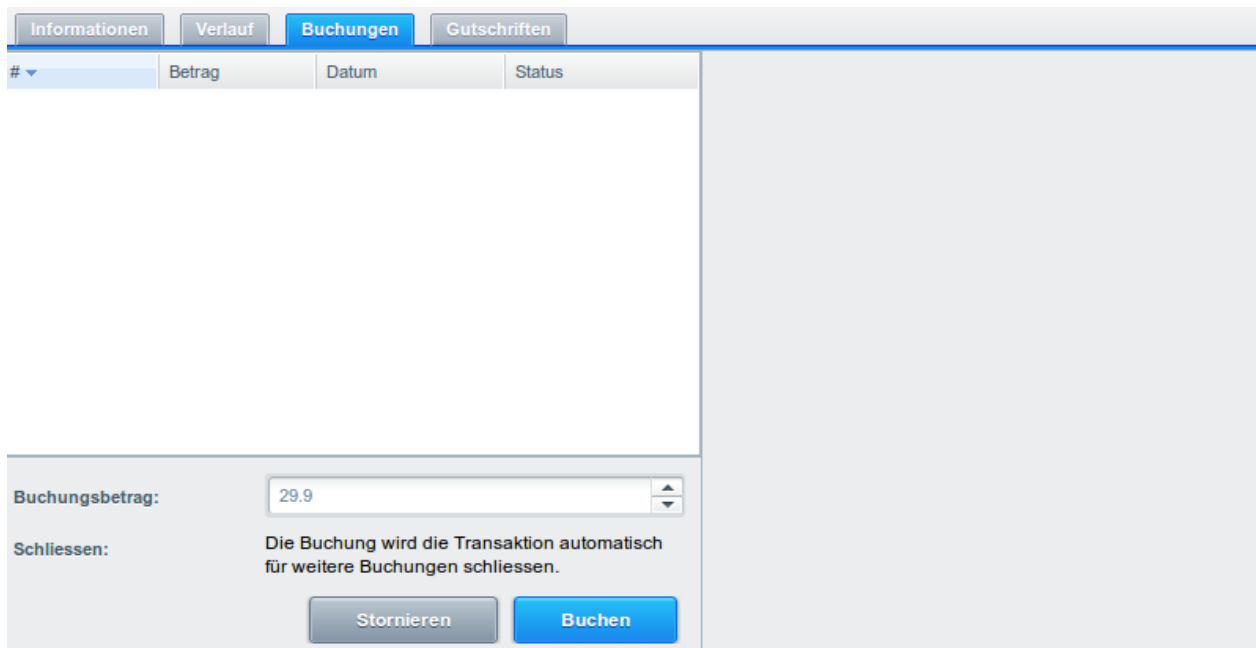 Informationen Verlauf Buchungen Gutschriften
# Betrag Datum Status
Buchungsbetrag: 29.9
Schliessen: Die Buchung wird die Transaktion automatisch
für weitere Buchungen schliessen.
Stornieren Buchen